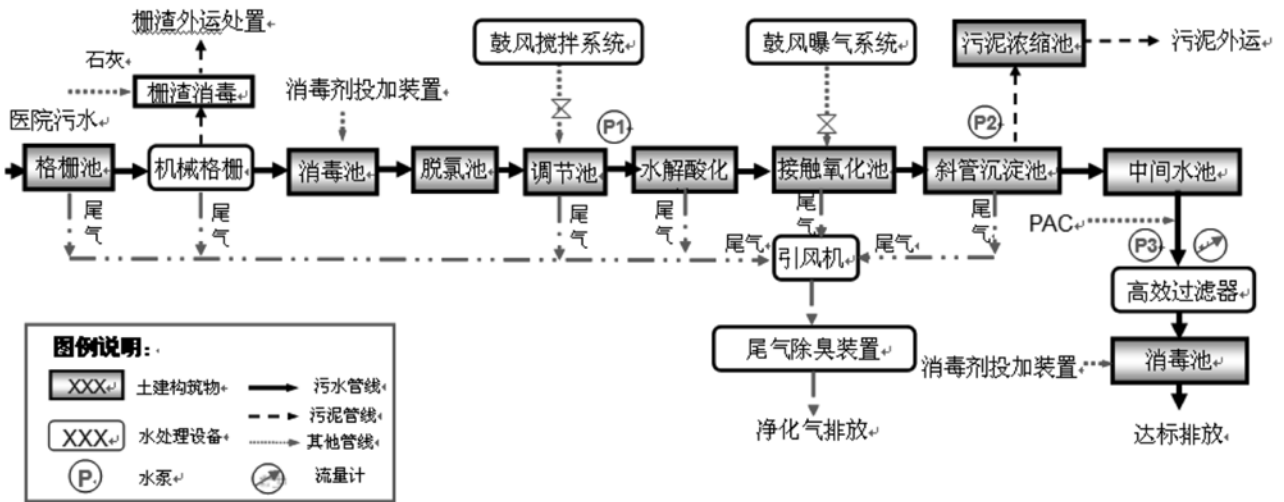 栅渣外运处置
鼓风搅拌系统
鼓风曝气系统
污泥浓缩池
污泥外运
石灰
栅渣消毒
消毒剂投加装置
医院污水
P1
P2
格栅池
机械格栅
消毒池
脱氯池
调节池
水解酸化
接触氧化池
斜管沉淀池
中间水池
尾气
尾气
尾气
尾气
尾气
尾气
PAC
P3
尾气
尾气
引风机
高效过滤器
图例说明：
尾气除臭装置
消毒剂投加装置
消毒池
XXX
土建构筑物
污水管线
污泥管线
XXX
水处理设备
其他管线
净化气排放
达标排放
P
水泵
流量计